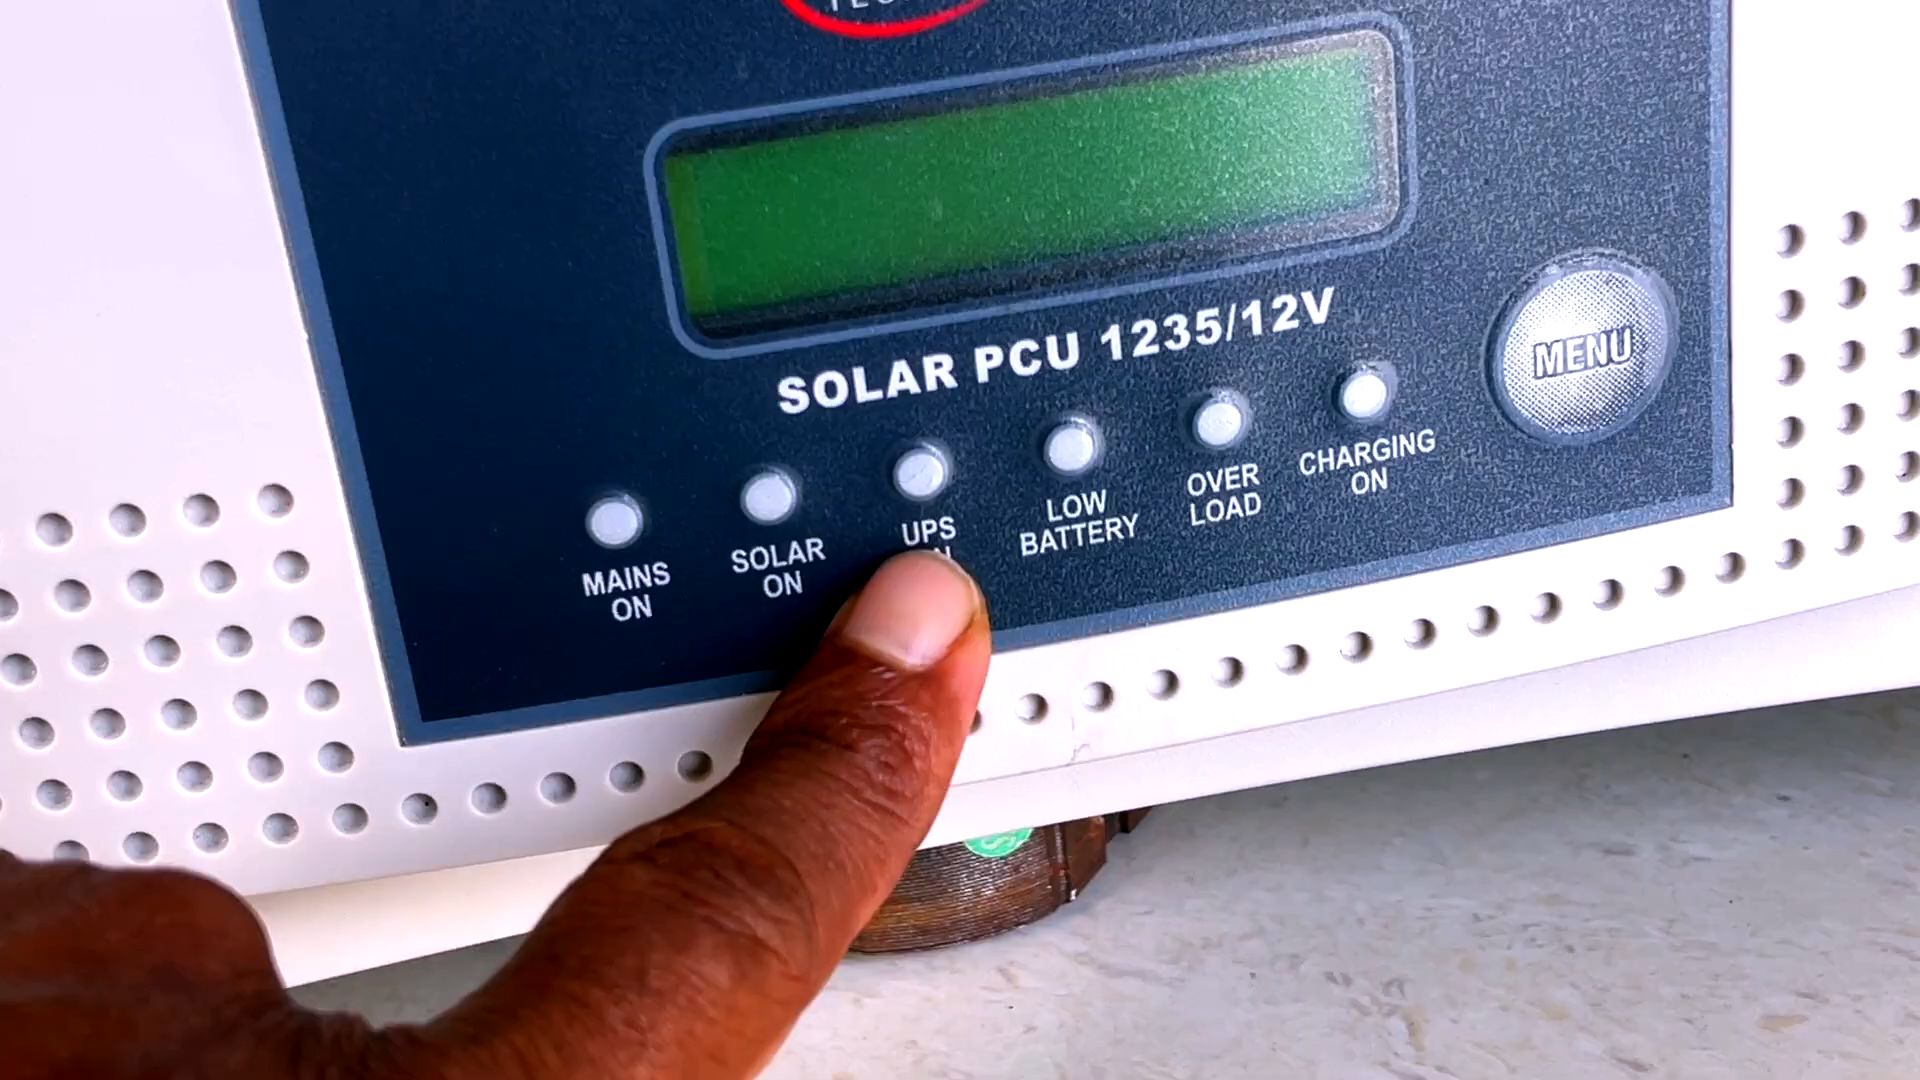 SOLAR PCU 1235/12V
MENU
MAINS
ON
SOLAR
ON
UPS
LOW
BATTERY
OVER
LOAD
CHARGING
ON